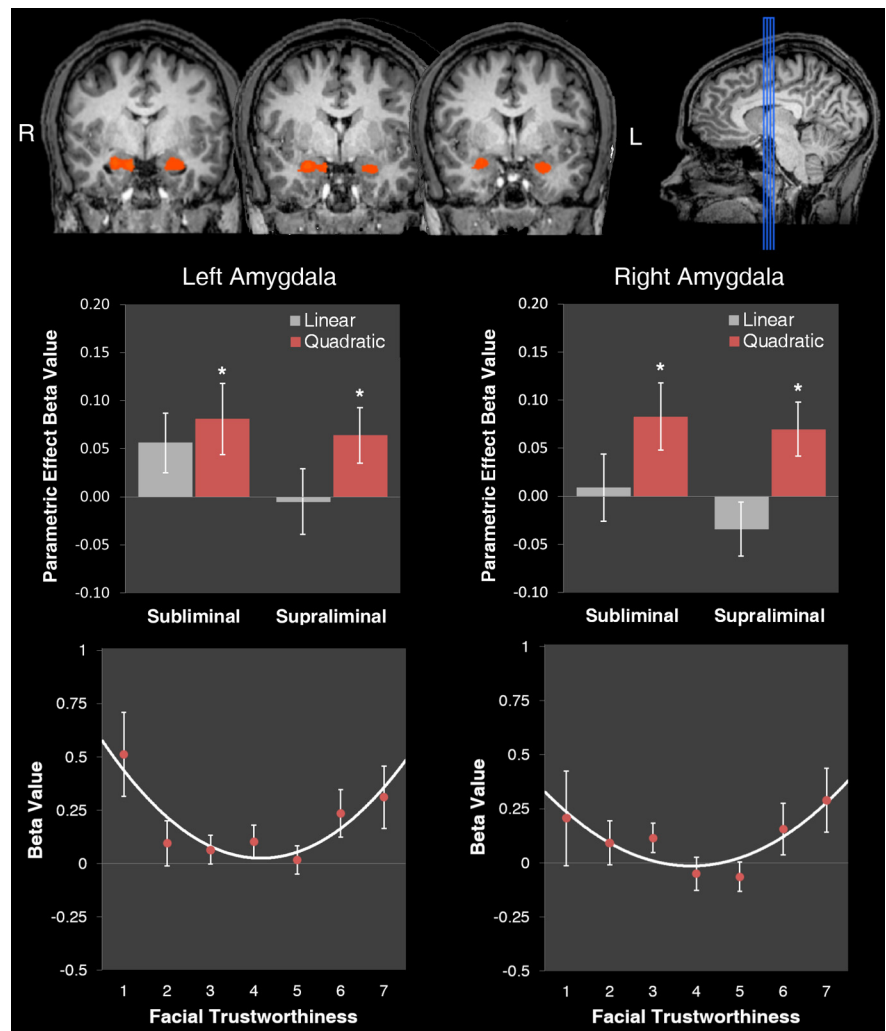 R
L
Left Amygdala
Right Amygdala
Parametric Effect Beta Value
0.20
0.15
0.10
0.05
0.00
-0.05
-0.10
Linear
Quadratic
*
*
Subliminal
Supraliminal
Parametric Effect Beta Value
0.20
0.15
0.10
0.05
0.00
-0.05
-0.10
Linear
Quadratic
*
*
Subliminal
Supraliminal
Beta Value
1
0.75
0.5
0.25
0
-0.25
-0.5
1 2 3 4 5 6 7
Facial Trustworthiness
Beta Value
1
0.75
0.5
0.25
0
-0.25
-0.5
1 2 3 4 5 6 7
Facial Trustworthiness